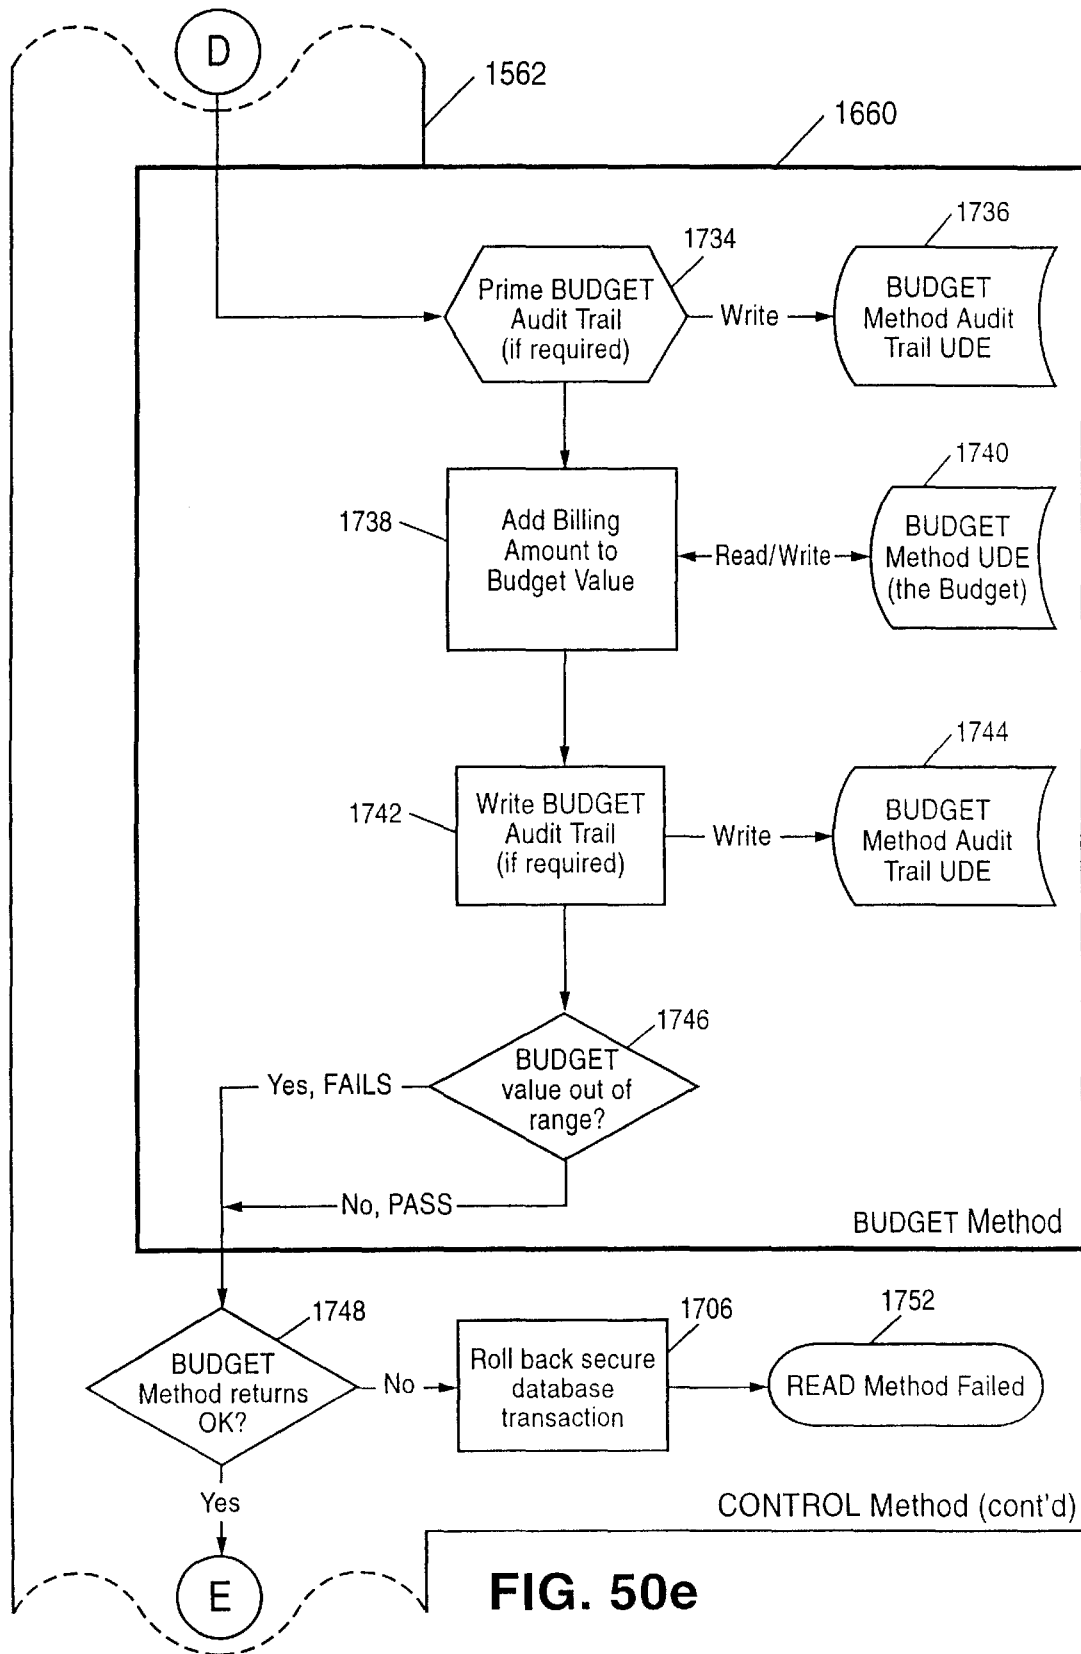 D
1562
1660
1734
1736
Prime BUDGET
Audit Trail
(if required)
Write
BUDGET
Method Audit
Trail UDE
1738
Add Billing
Amount to
Budget Value
Read/Write
1740
BUDGET
Method UDE
(the Budget)
1742
Write BUDGET
Audit Trail
(if required)
Write
1744
BUDGET
Method Audit
Trail UDE
1746
BUDGET
value out of
range?
Yes, FAILS
No, PASS
BUDGET Method
1748
BUDGET
Method returns
OK?
No
1706
Roll back secure
database
transaction
1752
READ Method Failed
Yes
CONTROL Method (cont'd)
E
FIG. 50e